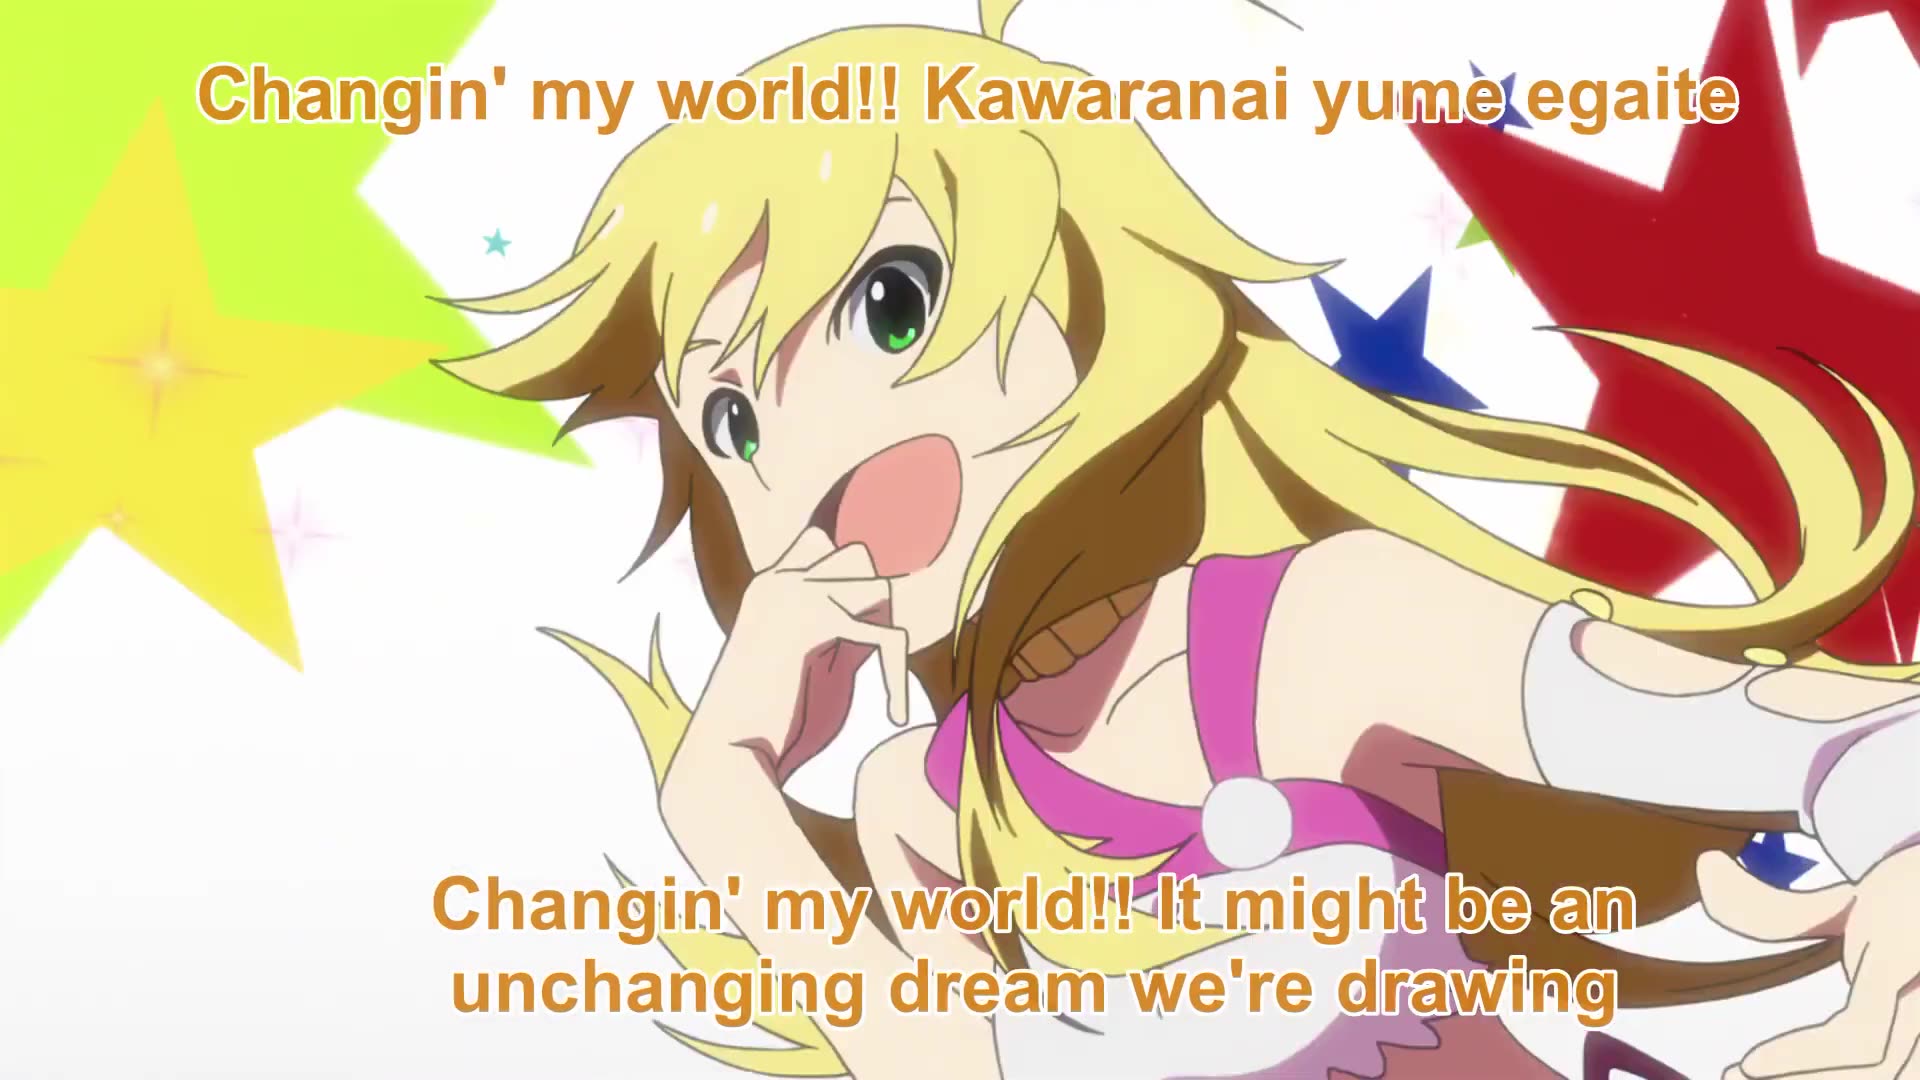 Changin' my world!! Kawaranai yume egaite
Changin' my world!! It might be an
unchanging dream we're drawing